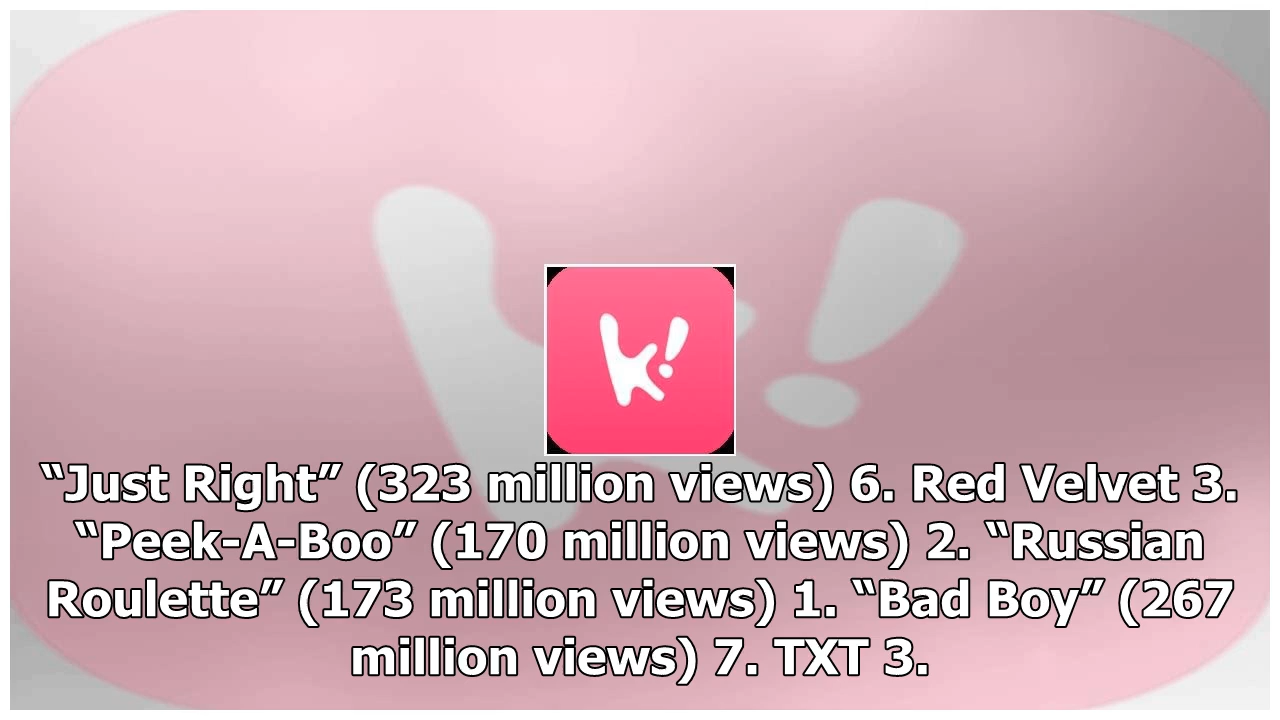 k!
“Just Right” (323 million views) 6. Red Velvet 3.
“Peek-A-Boo” (170 million views) 2. “Russian
Roulette” (173 million views) 1. “Bad Boy” (267
million views) 7. TXT 3.